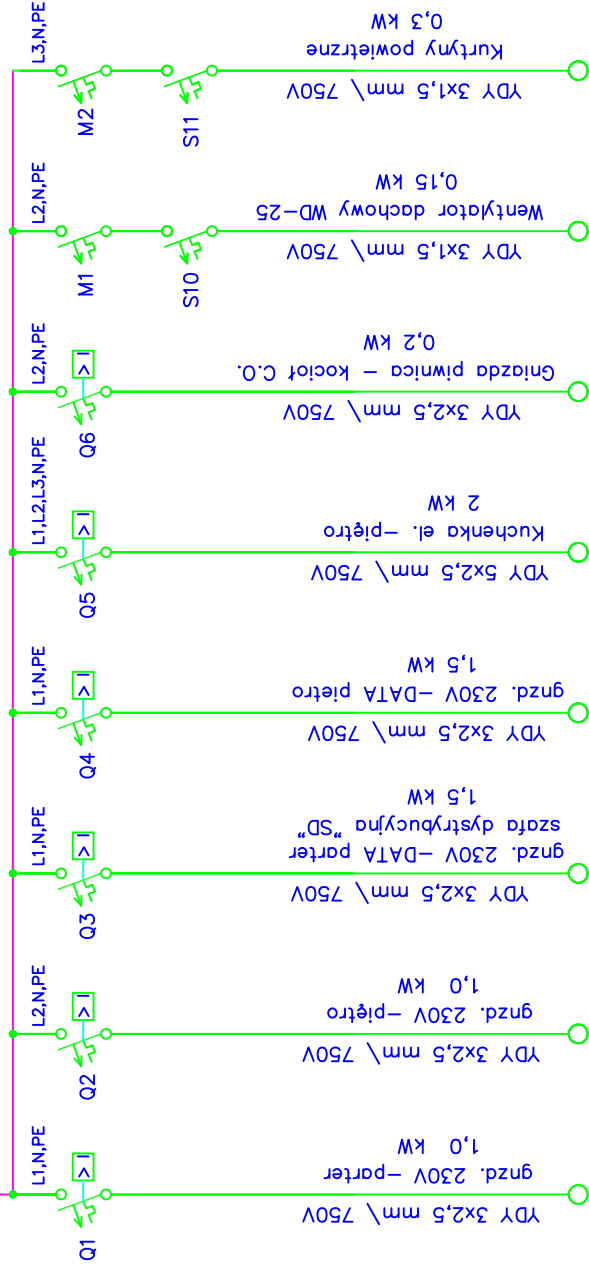 L1,N,PE
I>
Q1
YDY 3x2,5 mm\ 750V
gnzd. 230V -parter
1,0 kW
L2,N,PE
I>
Q2
YDY 3x2,5 mm\ 750V
gnzd. 230V -piętro
1,0 kW
L1,N,PE
I>
Q3
YDY 3x2,5 mm\ 750V
gnzd. 230V -DATA parter
szafa dystrybucyjna "SD"
1,5 kW
L1,N,PE
I>
Q4
YDY 3x2,5 mm\ 750V
gnzd. 230V -DATA pietro
1,5 kW
L1,L2,L3,N,PE
I>
Q5
YDY 5x2,5 mm\ 750V
Kuchenka el. -piętro
2 kW
L2,N,PE
I>
Q6
YDY 3x2,5 mm\ 750V
Gniazda piwnica - kocioł C.O.
0,2 kW
L2,N,PE
M1
S10
YDY 3x1,5 mm\ 750V
Wentylator dachowy WD-25
0,15 kW
L3,N,PE
M2
S11
YDY 3x1,5 mm\ 750V
Kurtyny powietrzne
0,3 kW